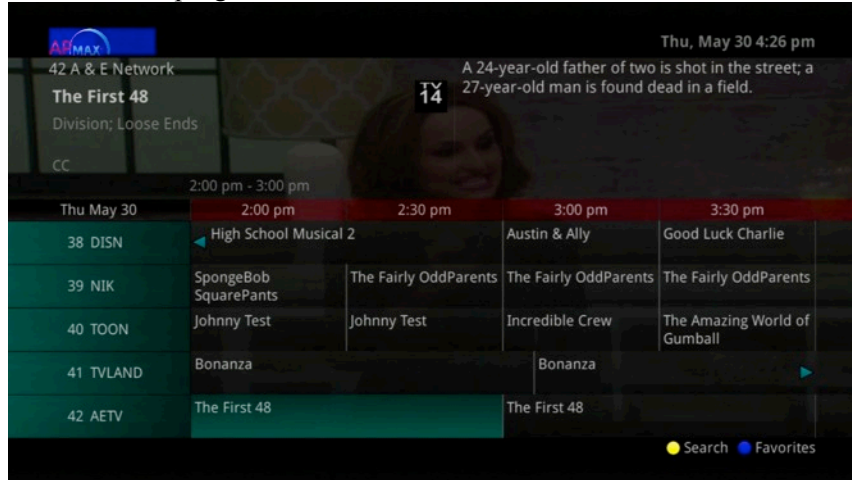 APMAX
Thu, May 30 4:26 pm
42 A & E Network
The First 48
Division; Loose Ends
CC
TV
14
A 24-year-old father of two is shot in the street; a
27-year-old man is found dead in a field.
2:00 pm - 3:00 pm
Thu May 30 2:00 pm 2:30 pm 3:00 pm 3:30 pm
38 DISN High School Musical 2 Austin & Ally Good Luck Charlie
39 NIK SpongeBob
SquarePants The Fairly OddParents The Fairly OddParents The Fairly OddParents
40 TOON Johnny Test Johnny Test Incredible Crew The Amazing World of
Gumball
41 TVLAND Bonanza Bonanza
42 AETV The First 48 The First 48
Search Favorites